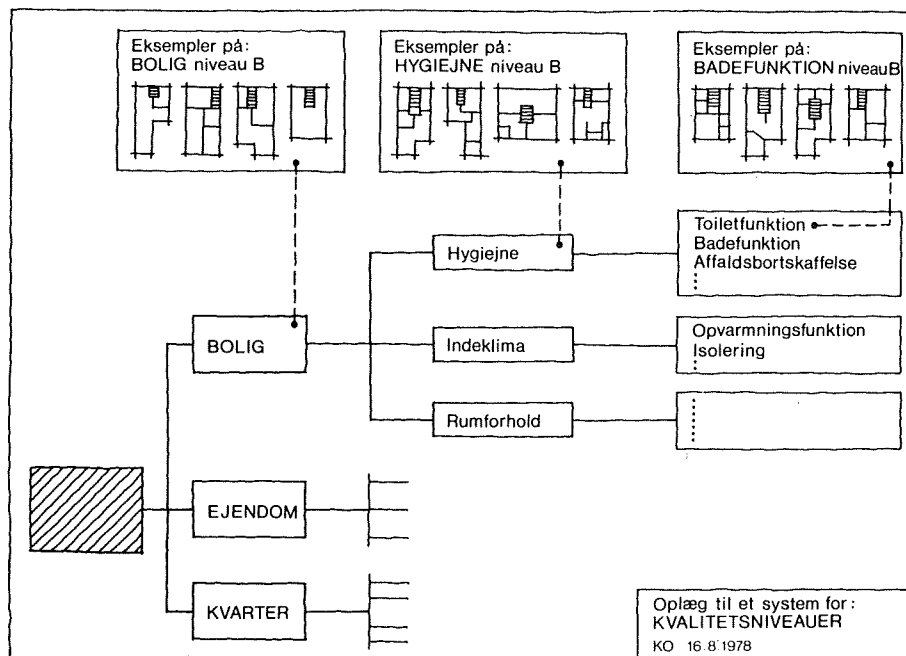 Eksempler på:
BOLIG niveau B
Eksempler på:
HYGIEJNE niveau B
Eksempler på:
BADEFUNKTION niveau B
Hygiejne
Toiletfunktion
Badefunktion
Affaldsbortskaffelse
BOLIG
Indeklima
Opvarmningsfunktion
Isolering
Rumforhold
EJENDOM
KVARTER
Oplæg til et system for:
KVALITETSNIVEAUER
KO 16.8.1978